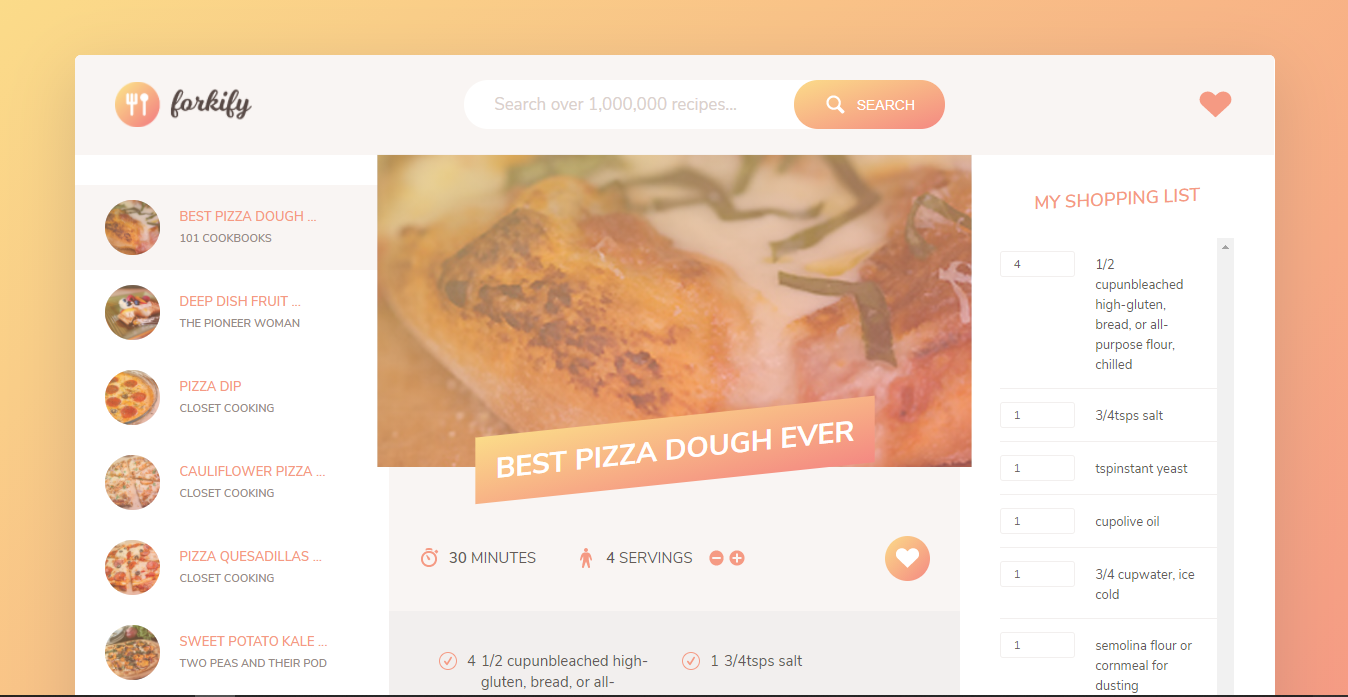 forkify
Search over 1,000,000 recipes...
SEARCH
BEST PIZZA DOUGH ...
101 COOKBOOKS
DEEP DISH FRUIT ...
THE PIONEER WOMAN
PIZZA DIP
CLOSET COOKING
CAULIFLOWER PIZZA ...
CLOSET COOKING
PIZZA QUESADILLAS ...
CLOSET COOKING
SWEET POTATO KALE ...
TWO PEAS AND THEIR POD
BEST PIZZA DOUGH EVER
30 MINUTES
4 SERVINGS
4 1/2 cupunbleached high-
gluten, bread, or all-
1 3/4tsps salt
MY SHOPPING LIST
4 1/2
cupunbleached
high-gluten,
bread, or all-
purpose flour,
chilled
1 3/4tsps salt
1 tspinstant yeast
1 cupolive oil
1 3/4 cupwater, ice
cold
1 semolina flour or
cornmeal for
dusting